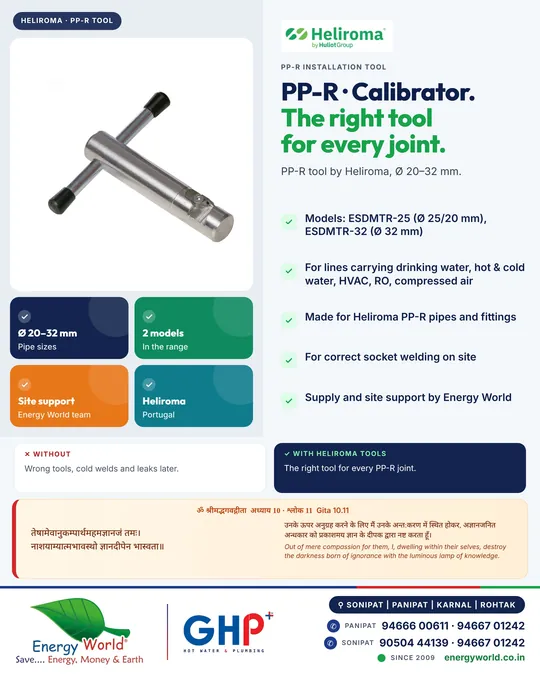 HELIROMA · PP-R TOOL
Heliroma®
by HuliotGroup
PP-R INSTALLATION TOOL
PP-R · Calibrator.
The right tool
for every joint.
PP-R tool by Heliroma, Ø 20–32 mm.
Models: ESDMTR-25 (Ø 25/20 mm),
ESDMTR-32 (Ø 32 mm)
For lines carrying drinking water, hot & cold
water, HVAC, RO, compressed air
Made for Heliroma PP-R pipes and fittings
For correct socket welding on site
Supply and site support by Energy World
Ø 20–32 mm
Pipe sizes
2 models
In the range
Site support
Energy World team
Heliroma
Portugal
✕ WITHOUT
Wrong tools, cold welds and leaks later.
✓ WITH HELIROMA TOOLS
The right tool for every PP-R joint.
ॐ श्रीमद्भगवद्गीता अध्याय 10 · श्लोक 11 Gita 10.11
तेषामेवानुकम्पार्थमहमज्ञानजं तमः।
नाशयाम्यात्मभावस्थो ज्ञानदीपेन भास्वता॥
उनके ऊपर अनुग्रह करने के लिए मैं उनके अन्तःकरण में स्थित होकर, अज्ञानजनित
अन्धकार को प्रकाशमय ज्ञान के दीपक द्वारा नष्ट करता हूँ।
Out of mere compassion for them, I, dwelling within their selves, destroy
the darkness born of ignorance with the luminous lamp of knowledge.
Energy World®
Save.... Energy, Money & Earth
GHP+
HOT WATER & PLUMBING
SONIPAT | PANIPAT | KARNAL | ROHTAK
PANIPAT 94666 00611 · 94667 01242
SONIPAT 90504 44139 · 94667 01242
SINCE 2009 energyworld.co.in